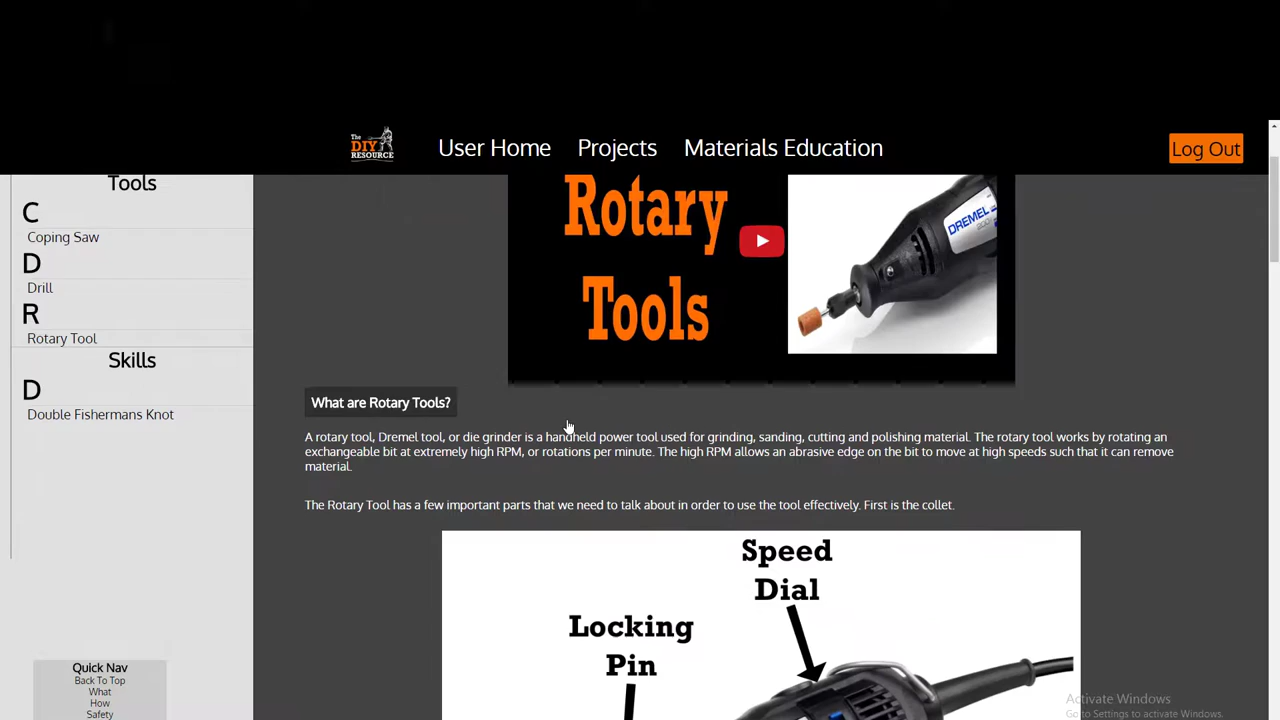 The
DIY
RESOURCE
User Home
Projects
Materials Education
Log Out
Tools
C
Coping Saw
D
Drill
R
Rotary Tool
Skills
D
Double Fishermans Knot
Quick Nav
Back To Top
What
How
Safety
Rotary
Tools
DREMEL
What are Rotary Tools?
A rotary tool, Dremel tool, or die grinder is a handheld power tool used for grinding, sanding, cutting and polishing material. The rotary tool works by rotating an
exchangeable bit at extremely high RPM, or rotations per minute. The high RPM allows an abrasive edge on the bit to move at high speeds such that it can remove
material.
The Rotary Tool has a few important parts that we need to talk about in order to use the tool effectively. First is the collet.
Speed
Dial
Locking
Pin
Activate Windows
Go to Settings to activate Windows.